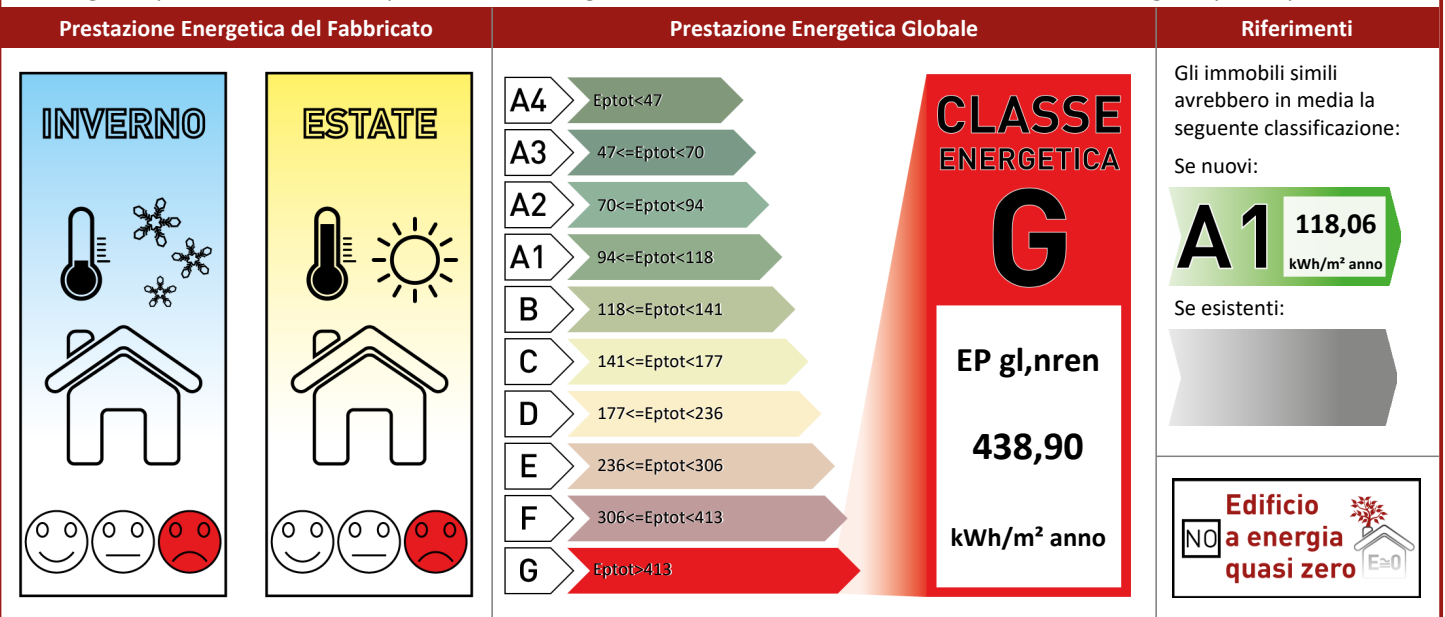 Prestazione Energetica del Fabbricato
Prestazione Energetica Globale
Riferimenti
INVERNO
ESTATE
A4
Eptot<47
A3
47<=Eptot<70
A2
70<=Eptot<94
A1
94<=Eptot<118
B
118<=Eptot<141
C
141<=Eptot<177
D
177<=Eptot<236
E
236<=Eptot<306
F
306<=Eptot<413
G
Eptot>413
CLASSE
ENERGETICA
G
EP gl,nren
438,90
kWh/m² anno
Gli immobili simili
avrebbero in media la
seguente classificazione:
Se nuovi:
A1
118,06
kWh/m² anno
Se esistenti:
Edificio
NO a energia
quasi zero
E≃0